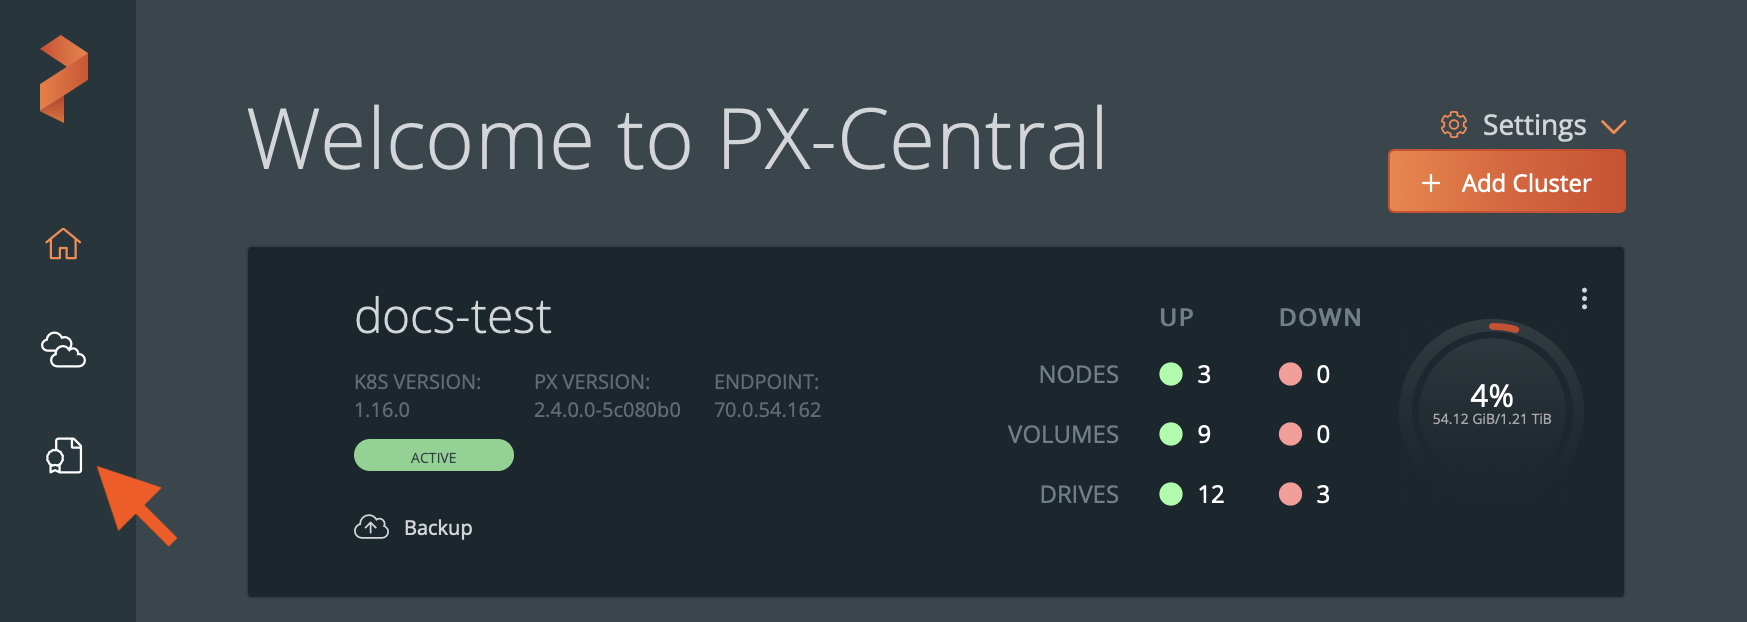 Welcome to PX-Central
Settings
+ Add Cluster
docs-test
K8S VERSION: PX VERSION: ENDPOINT:
1.16.0 2.4.0.0-5c080b0 70.0.54.162
ACTIVE
Backup
UP DOWN
NODES 3 0
VOLUMES 9 0
DRIVES 12 3
4%
54.12 GiB/1.21 TiB